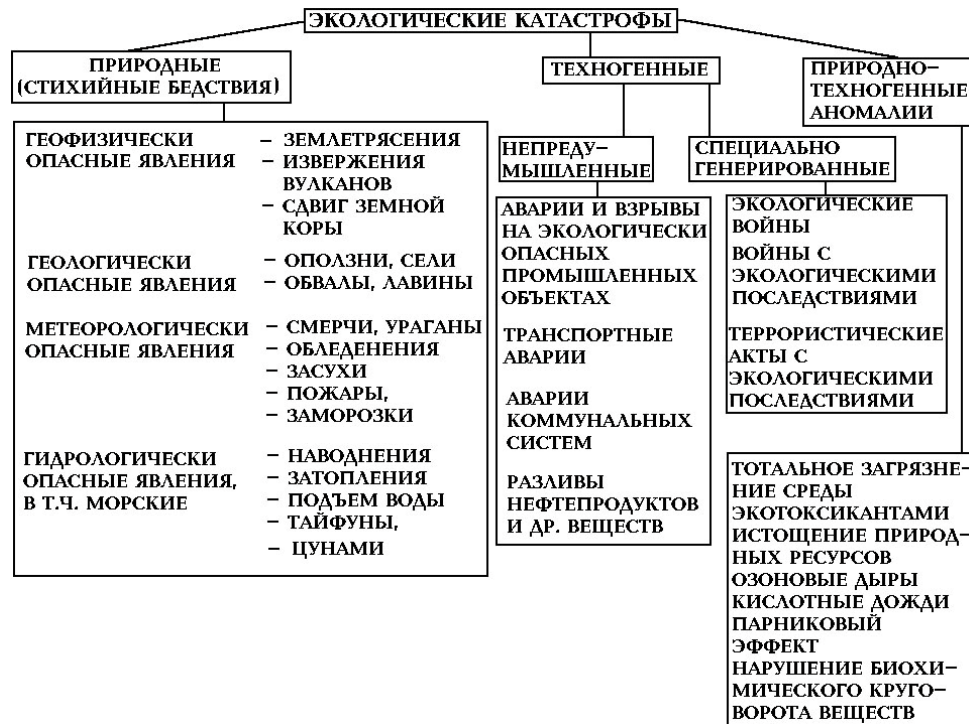 ЭКОЛОГИЧЕСКИЕ КАТАСТРОФЫ
ПРИРОДНЫЕ
(СТИХИЙНЫЕ БЕДСТВИЯ)
ГЕОФИЗИЧЕСКИ
ОПАСНЫЕ ЯВЛЕНИЯ
– ЗЕМЛЕТРЯСЕНИЯ
– ИЗВЕРЖЕНИЯ
ВУЛКАНОВ
– СДВИГ ЗЕМНОЙ
КОРЫ
ГЕОЛОГИЧЕСКИ
ОПАСНЫЕ ЯВЛЕНИЯ
– ОПОЛЗНИ, СЕЛИ
– ОБВАЛЫ, ЛАВИНЫ
МЕТЕОРОЛОГИЧЕСКИ
ОПАСНЫЕ ЯВЛЕНИЯ
– СМЕРЧИ, УРАГАНЫ
– ОБЛЕДЕНЕНИЯ
– ЗАСУХИ
– ПОЖАРЫ,
– ЗАМОРОЗКИ
ГИДРОЛОГИЧЕСКИ
ОПАСНЫЕ ЯВЛЕНИЯ,
В Т.Ч. МОРСКИЕ
– НАВОДНЕНИЯ
– ЗАТОПЛЕНИЯ
– ПОДЪЕМ ВОДЫ
– ТАЙФУНЫ,
– ЦУНАМИ
ТЕХНОГЕННЫЕ
НЕПРЕДУ–
МЫШЛЕННЫЕ
АВАРИИ И ВЗРЫВЫ
НА ЭКОЛОГИЧЕСКИ
ОПАСНЫХ
ПРОМЫШЛЕННЫХ
ОБЪЕКТАХ
ТРАНСПОРТНЫЕ
АВАРИИ
АВАРИИ
КОММУНАЛЬНЫХ
СИСТЕМ
РАЗЛИВЫ
НЕФТЕПРОДУКТОВ
И ДР. ВЕЩЕСТВ
СПЕЦИАЛЬНО
ГЕНЕРИРОВАННЫЕ
ЭКОЛОГИЧЕСКИЕ
ВОЙНЫ
ВОЙНЫ С
ЭКОЛОГИЧЕСКИМИ
ПОСЛЕДСТВИЯМИ
ТЕРРОРИСТИЧЕСКИЕ
АКТЫ С
ЭКОЛОГИЧЕСКИМИ
ПОСЛЕДСТВИЯМИ
ПРИРОДНО–
ТЕХНОГЕННЫЕ
АНОМАЛИИ
ТОТАЛЬНОЕ ЗАГРЯЗНЕ–
НИЕ СРЕДЫ
ЭКОТОКСИКАНТАМИ
ИСТОЩЕНИЕ ПРИРОД–
НЫХ РЕСУРСОВ
ОЗОНОВЫЕ ДЫРЫ
КИСЛОТНЫЕ ДОЖДИ
ПАРНИКОВЫЙ
ЭФФЕКТ
НАРУШЕНИЕ БИОХИ–
МИЧЕСКОГО КРУГО–
ВОРОТА ВЕЩЕСТВ